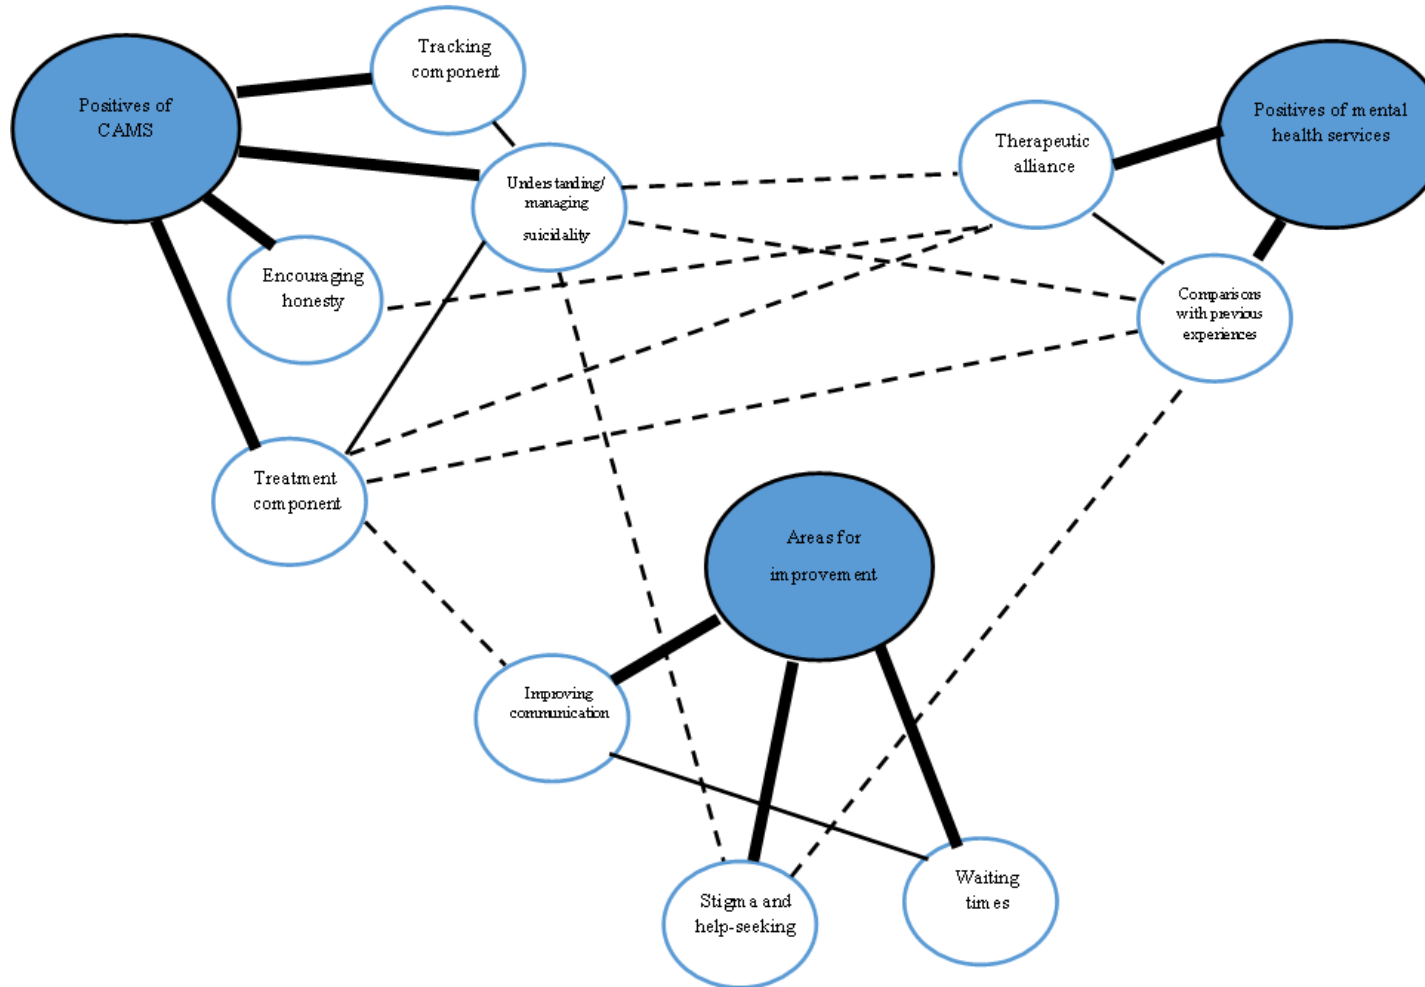 Positives of
CAMS
Tracking
component
Understanding/
managing
suicidality
Encouraging
honesty
Treatment
component
Therapeutic
alliance
Positives of mental
health services
Comparisons
with previous
experiences
Areas for
improvement
Improving
communication
Stigma and
help-seeking
Waiting
times